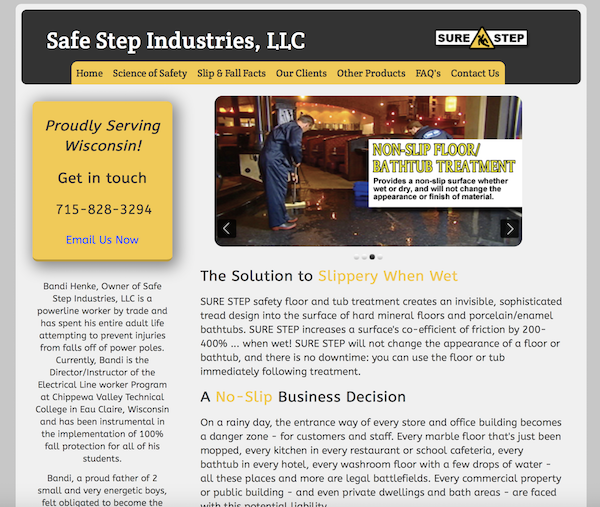 Safe Step Industries, LLC
SURE STEP
Home Science of Safety Slip & Fall Facts Our Clients Other Products FAQ's Contact Us
Proudly Serving
Wisconsin!
Get in touch
715-828-3294
Email Us Now
Bandi Henke, Owner of Safe
Step Industries, LLC is a
powerline worker by trade and
has spent his entire adult life
attempting to prevent injuries
from falls off of power poles.
Currently, Bandi is the
Director/Instructor of the
Electrical Line worker Program
at Chippewa Valley Technical
College in Eau Claire, Wisconsin
and has been instrumental in
the implementation of 100%
fall protection for all of his
students.
Bandi, a proud father of 2
small and very energetic boys,
felt obligated to become the
NON-SLIP FLOOR/
BATHTUB TREATMENT
Provides a non-slip surface whether
wet or dry, and will not change the
appearance or finish of material.
The Solution to Slippery When Wet
SURE STEP safety floor and tub treatment creates an invisible, sophisticated
tread design into the surface of hard mineral floors and porcelain/enamel
bathtubs. SURE STEP increases a surface's co-efficient of friction by 200-
400% ... when wet! SURE STEP will not change the appearance of a floor or
bathtub, and there is no downtime: you can use the floor or tub
immediately following treatment.
A No-Slip Business Decision
On a rainy day, the entrance way of every store and office building becomes
a danger zone - for customers and staff. Every marble floor that's just been
mopped, every kitchen in every restaurant or school cafeteria, every
bathtub in every hotel, every washroom floor with a few drops of water -
all these places and more are legal battlefields. Every commercial property
or public building - and even private dwellings and bath areas - are faced
with this potential liability.